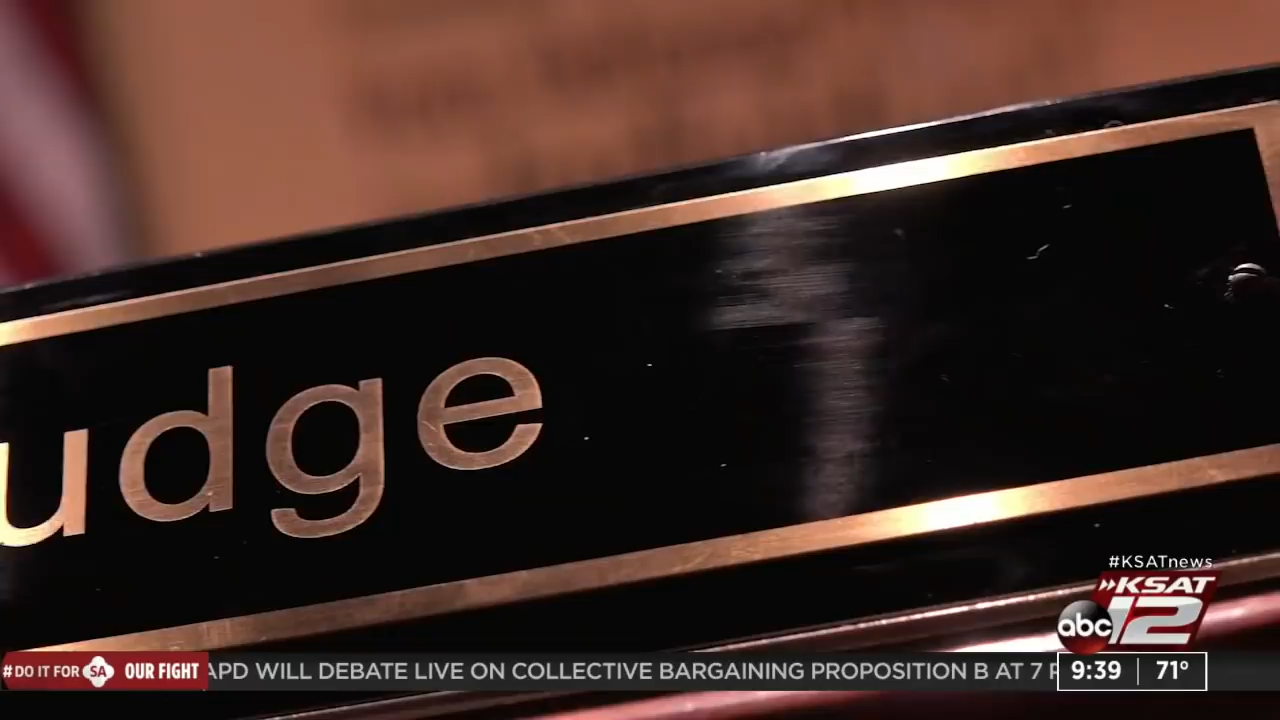 udge
#KSATnews
KSAT
abc 12
#DO IT FOR SA OUR FIGHT APD WILL DEBATE LIVE ON COLLECTIVE BARGAINING PROPOSITION B AT 7 P 9:39 71°